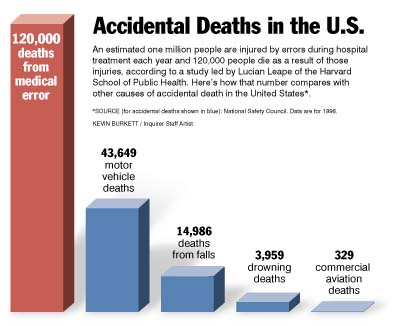 Accidental Deaths in the U.S.
An estimated one million people are injured by errors during hospital
treatment each year and 120,000 people die as a result of those
injuries, according to a study led by Lucian Leape of the Harvard
School of Public Health. Here's how that number compares with
other causes of accidental death in the United States*.
*SOURCE (for accidental deaths shown in blue): National Safety Council. Data are for 1996.
KEVIN BURKETT / Inquirer Staff Artist
120,000
deaths
from
medical
error
43,649
motor
vehicle
deaths
14,986
deaths
from falls
3,959
drowning
deaths
329
commercial
aviation
deaths